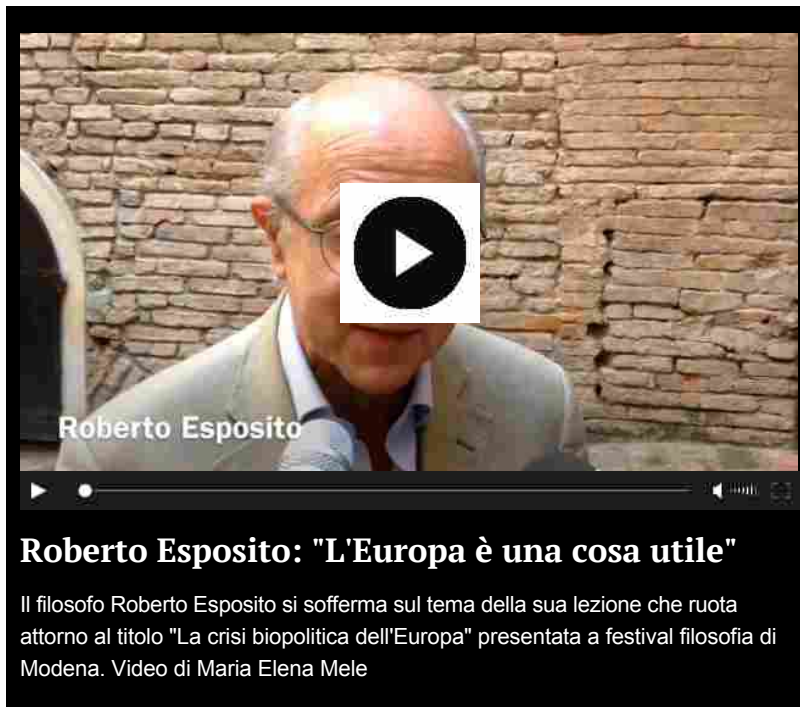 Roberto Esposito
Roberto Esposito: "L'Europa è una cosa utile"
Il filosofo Roberto Esposito si sofferma sul tema della sua lezione che ruota
attorno al titolo "La crisi biopolitica dell'Europa" presentata a festival filosofia di
Modena. Video di Maria Elena Mele